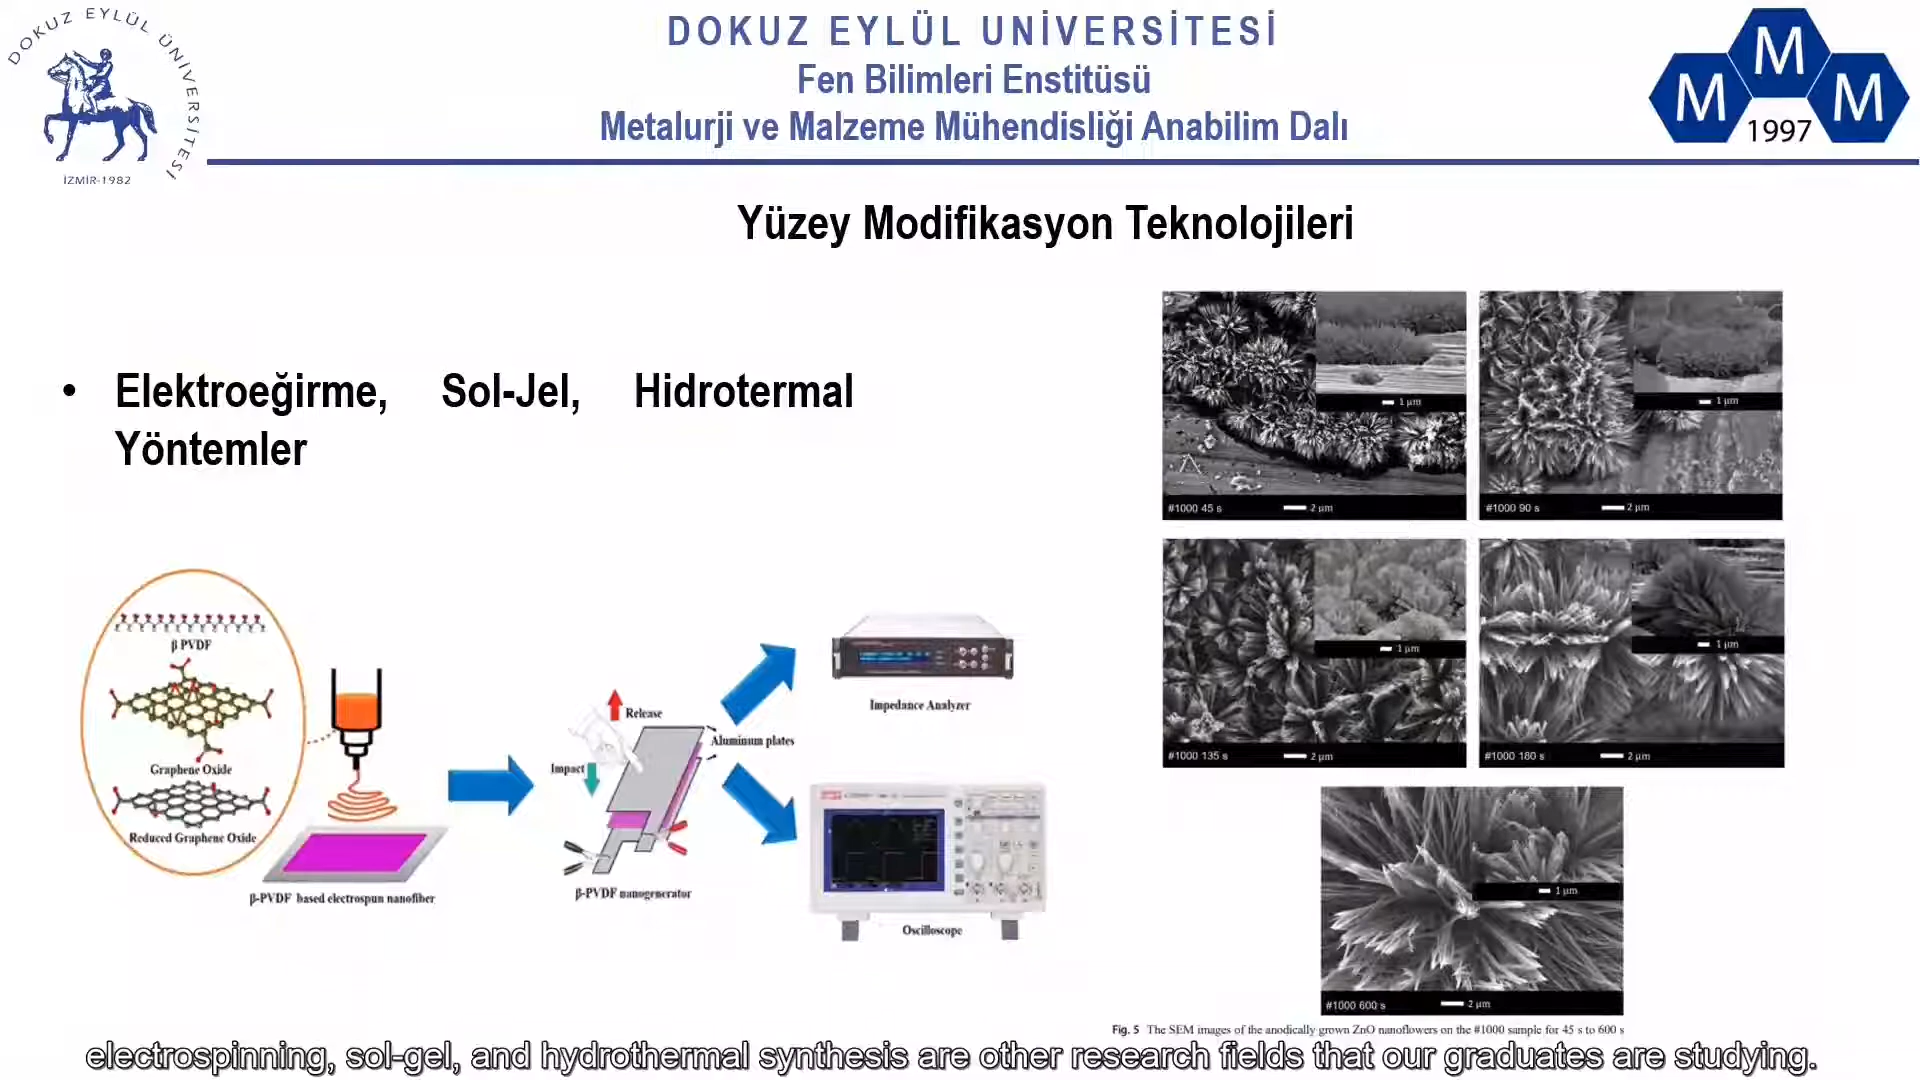 DOKUZ EYLÜL ÜNİVERSİTESİ
İZMİR-1982
DOKUZ EYLÜL UNİVERSİTESİ
Fen Bilimleri Enstitüsü
Metalurji ve Malzeme Mühendisliği Anabilim Dalı
M M M
1997
Yüzey Modifikasyon Teknolojileri
• Elektroeğirme, Sol-Jel, Hidrotermal
Yöntemler
β PVDF
Graphene Oxide
Reduced Graphene Oxide
β-PVDF based electrospun nanofiber
Release
Impact
Aluminum plates
β-PVDF nanogenerator
Impedance Analyzer
Oscilloscope
1 µm
#1000 45 s 2 µm
1 µm
#1000 90 s 2 µm
1 µm
#1000 135 s 2 µm
1 µm
#1000 180 s 2 µm
1 µm
#1000 600 s 2 µm
Fig. 5 The SEM images of the anodically grown ZnO nanoflowers on the #1000 sample for 45 s to 600 s
electrospinning, sol-gel, and hydrothermal synthesis are other research fields that our graduates are studying.